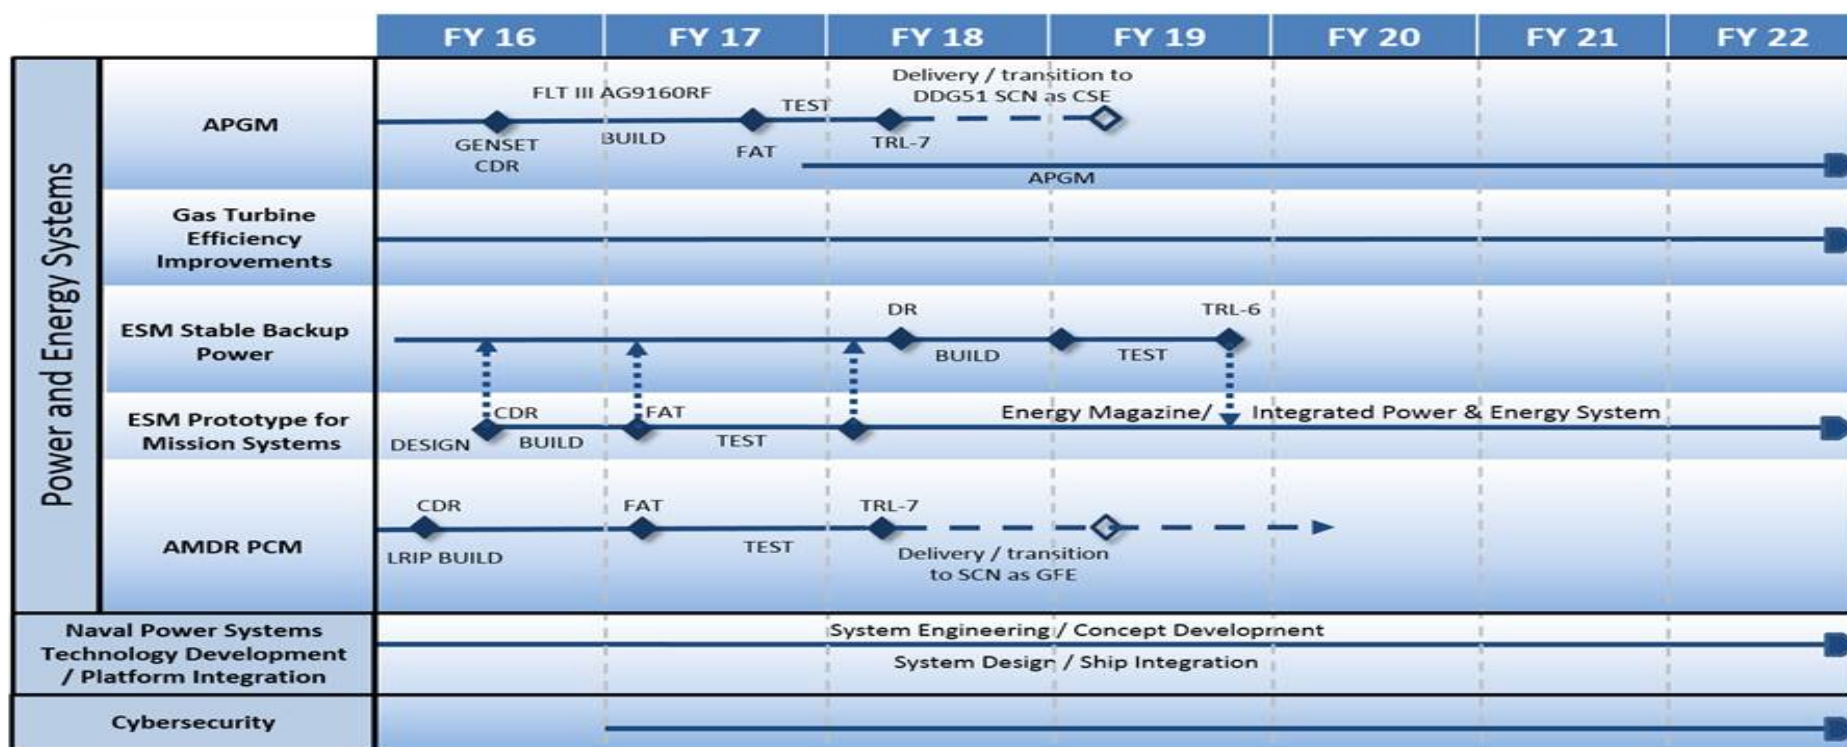 FY 16 FY 17 FY 18 FY 19 FY 20 FY 21 FY 22
Power and Energy Systems
APGM
FLT III AG9160RF
TEST
Delivery / transition to
DDG51 SCN as CSE
GENSET
CDR
BUILD
FAT
TRL-7
APGM
Gas Turbine
Efficiency
Improvements
ESM Stable Backup
Power
DR
BUILD
TEST
TRL-6
ESM Prototype for
Mission Systems
DESIGN
CDR
BUILD
FAT
TEST
Energy Magazine/ Integrated Power & Energy System
AMDR PCM
CDR
LRIP BUILD
FAT
TEST
TRL-7
Delivery / transition
to SCN as GFE
Naval Power Systems
Technology Development
/ Platform Integration
System Engineering / Concept Development
System Design / Ship Integration
Cybersecurity